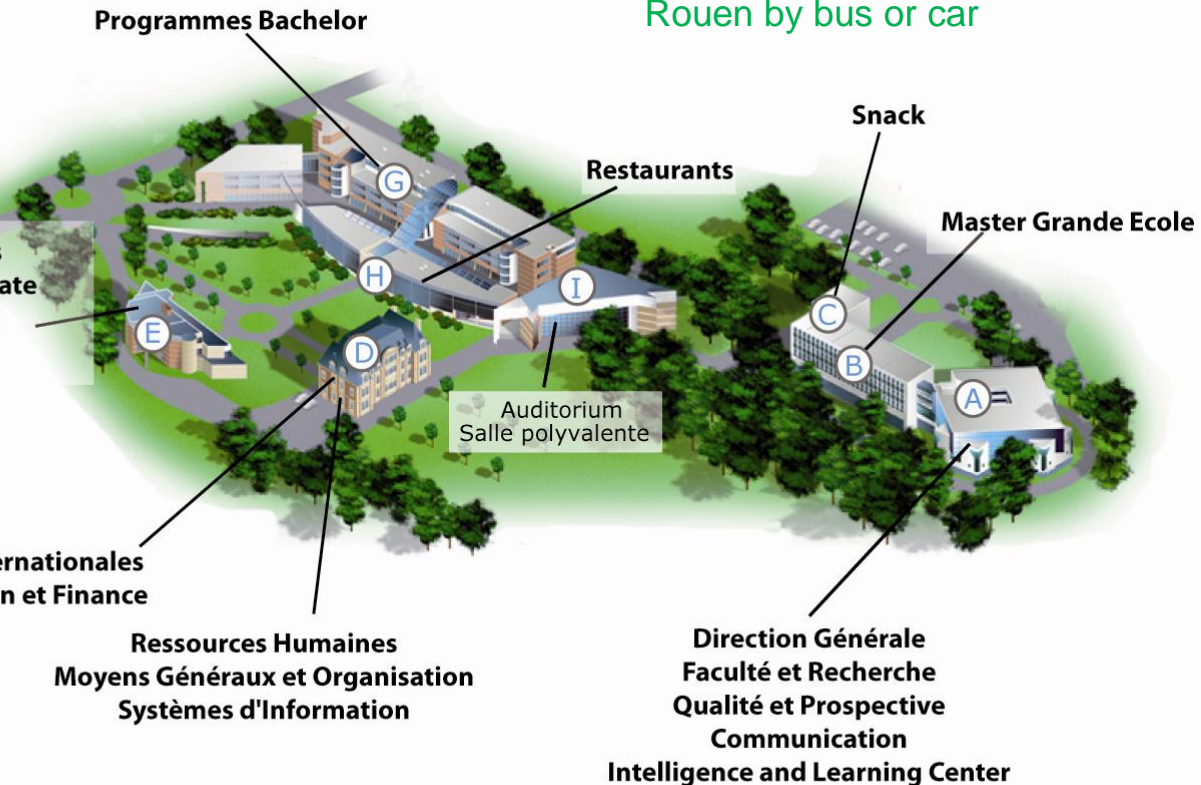 Rouen by bus or car
Programmes Bachelor
Snack
Restaurants
Master Grande Ecole
G
H
I
C
B
A
E
D
Auditorium
Salle polyvalente
n et Finance
Ressources Humaines
Moyens Généraux et Organisation
Systèmes d'Information
Direction Générale
Faculté et Recherche
Qualité et Prospective
Communication
Intelligence and Learning Center